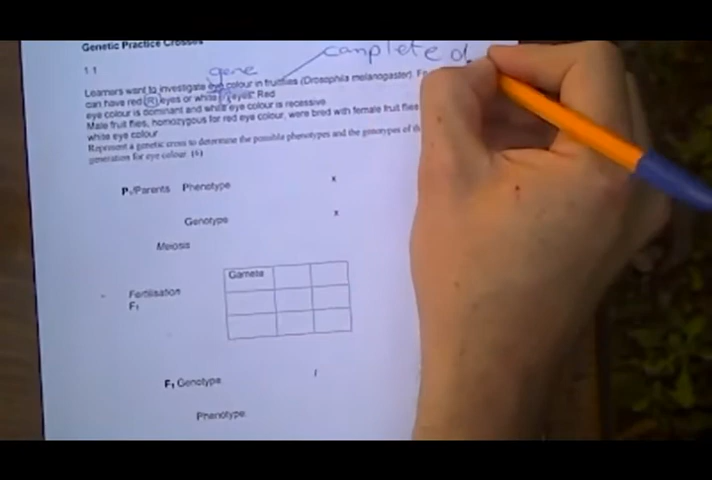 Genetic Practice Crosses
complete d
gene
1.1
Learners want to investigate eye colour in fruitflies (Drosophila melanogaster). F
can have red (R) eyes or white eyes. Red
eye colour is dominant and white eye colour is recessive
Male fruit flies, homozygous for red eye colour, were bred with female fruit flies
white eye colour
Represent a genetic cross to determine the possible phenotypes and the genotypes of th
generation for eye colour. (6)
P₁/Parents Phenotype x
Genotype x
Meiosis
Gamete
Fertilisation
F₁
F₁ Genotype /
Phenotype